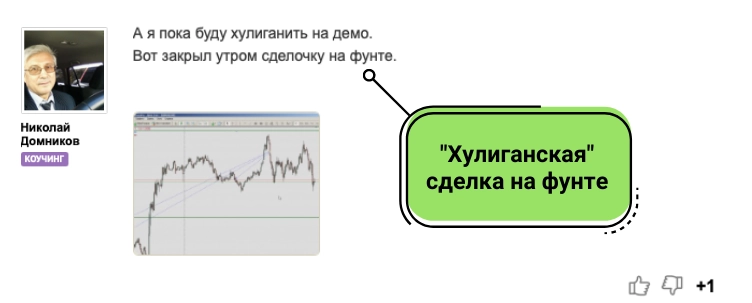 А я пока буду хулиганить на демо.
Вот закрыл утром сделочку на фунте.
Николай
Домников
КОУЧИНГ
"Хулиганская"
сделка на фунте
+1